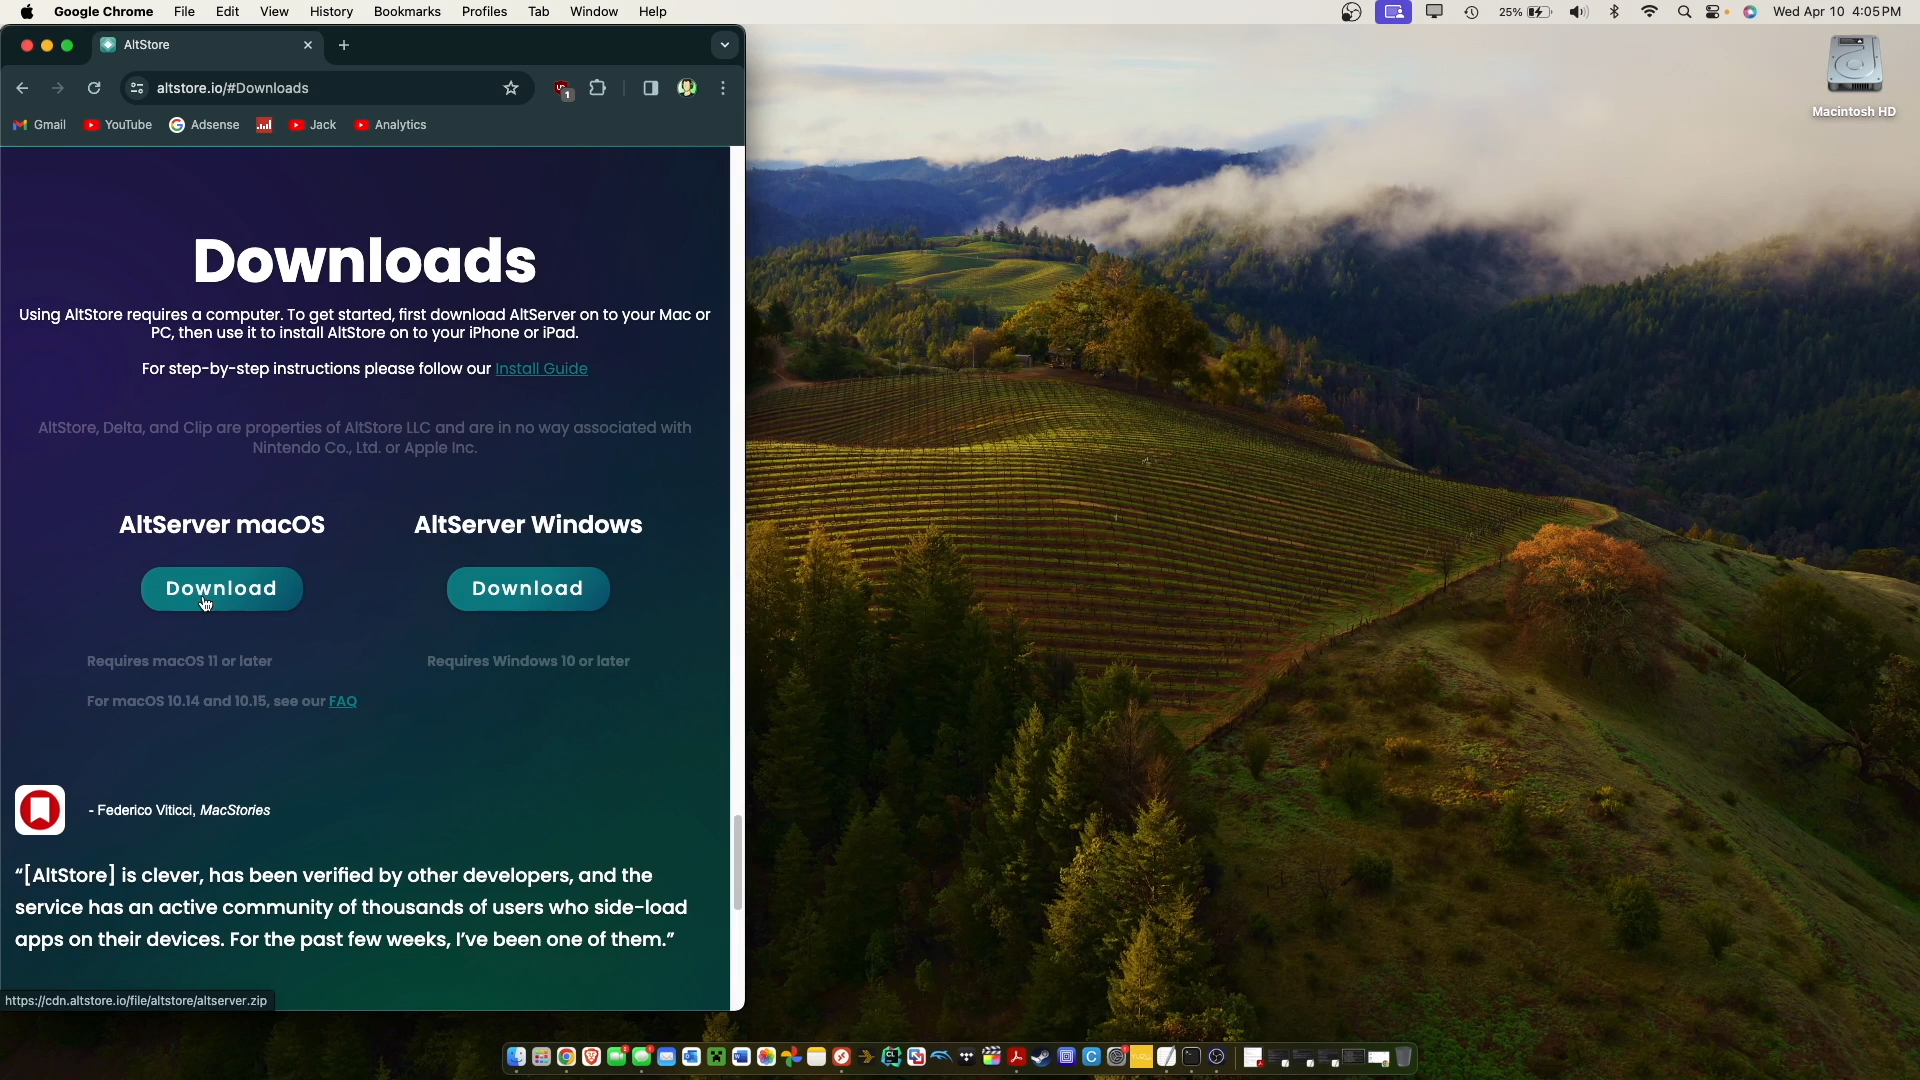 Google Chrome File Edit View History Bookmarks Profiles Tab Window Help
25% Wed Apr 10 4:05 PM
AltStore
altstore.io/#Downloads
1
Gmail YouTube Adsense Jack Analytics
Macintosh HD
Downloads
Using AltStore requires a computer. To get started, first download AltServer on to your Mac or
PC, then use it to install AltStore on to your iPhone or iPad.
For step-by-step instructions please follow our Install Guide
AltStore, Delta, and Clip are properties of AltStore LLC and are in no way associated with
Nintendo Co., Ltd. or Apple Inc.
AltServer macOS
Download
Requires macOS 11 or later
For macOS 10.14 and 10.15, see our FAQ
AltServer Windows
Download
Requires Windows 10 or later
- Federico Viticci, MacStories
“[AltStore] is clever, has been verified by other developers, and the
service has an active community of thousands of users who side-load
apps on their devices. For the past few weeks, I’ve been one of them.”
https://cdn.altstore.io/file/altstore/altserver.zip